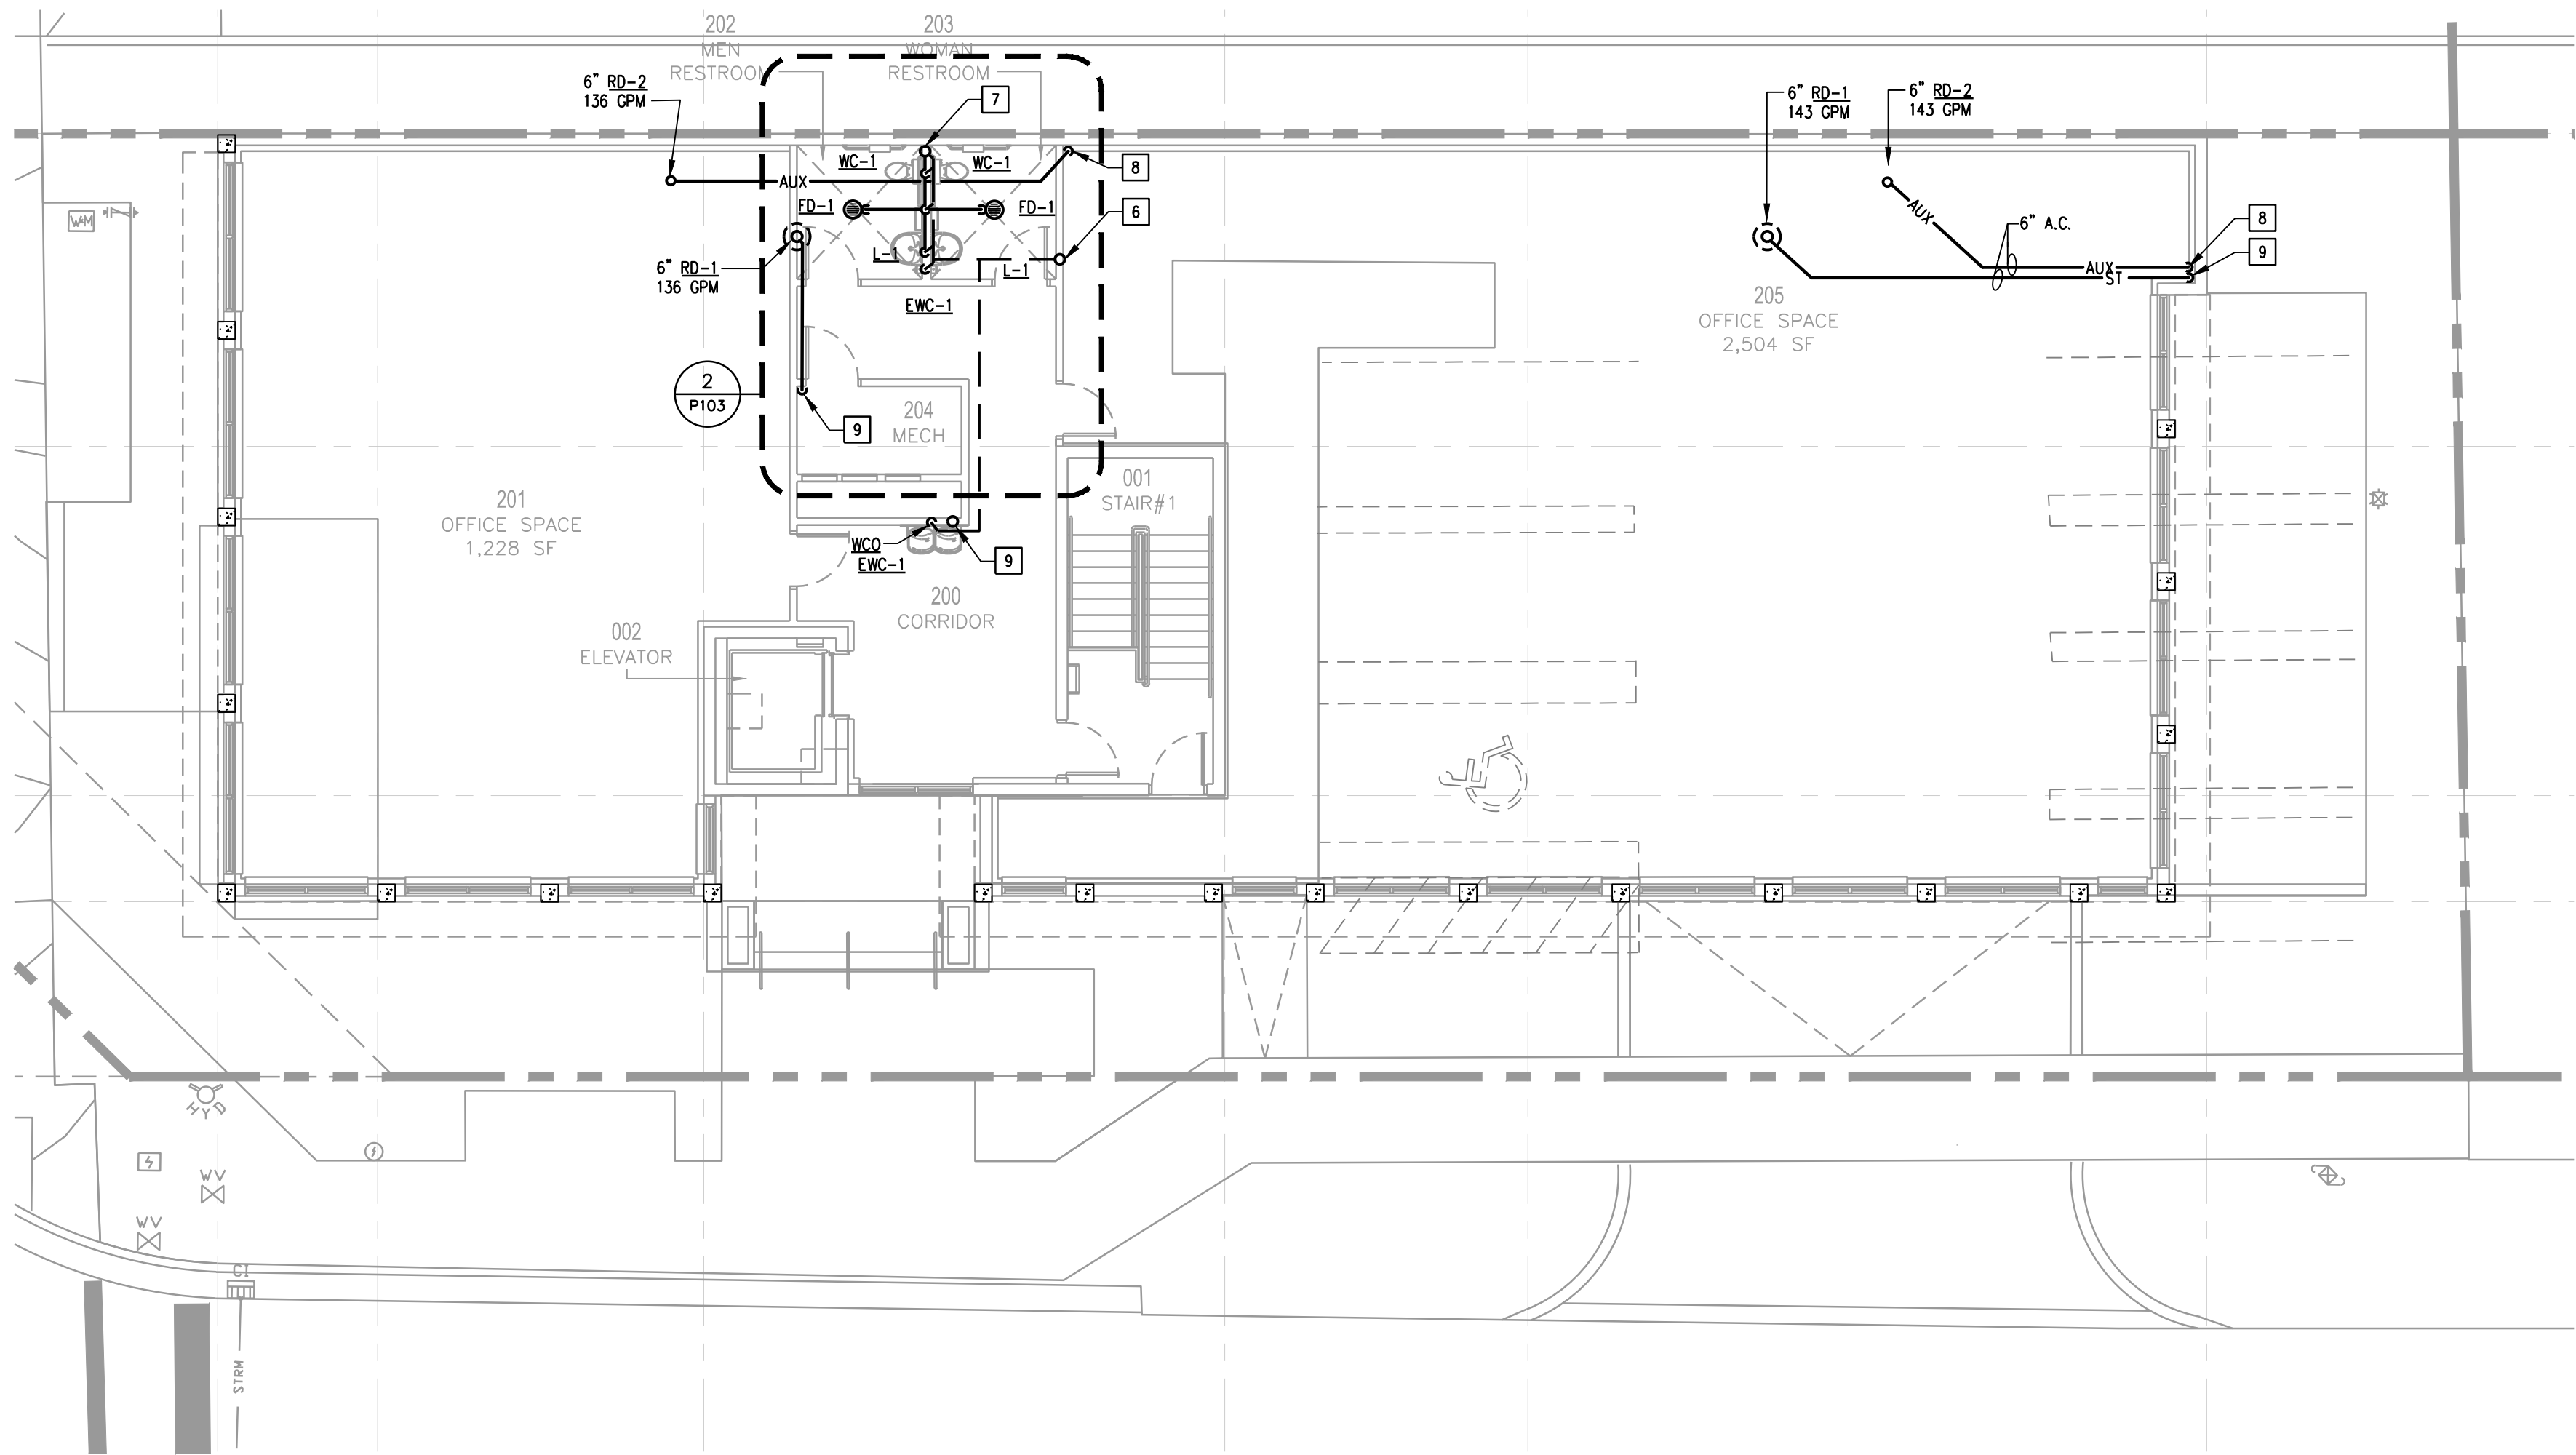 202
MEN
RESTROOM
203
WOMAN
RESTROOM
6" RD-2
136 GPM
7
6" RD-1
143 GPM
6" RD-2
143 GPM
WC-1
WC-1
8
AUX
FD-1
FD-1
6
W-M
AUX
6" A.C.
8
9
AUX
ST
L-1
L-1
6" RD-1
136 GPM
EWC-1
205
OFFICE SPACE
2,504 SF
2
P103
204
MECH
9
001
STAIR#1
201
OFFICE SPACE
1,228 SF
WCO
EWC-1
9
200
CORRIDOR
002
ELEVATOR
HYD
WV
WV
CI
STRM